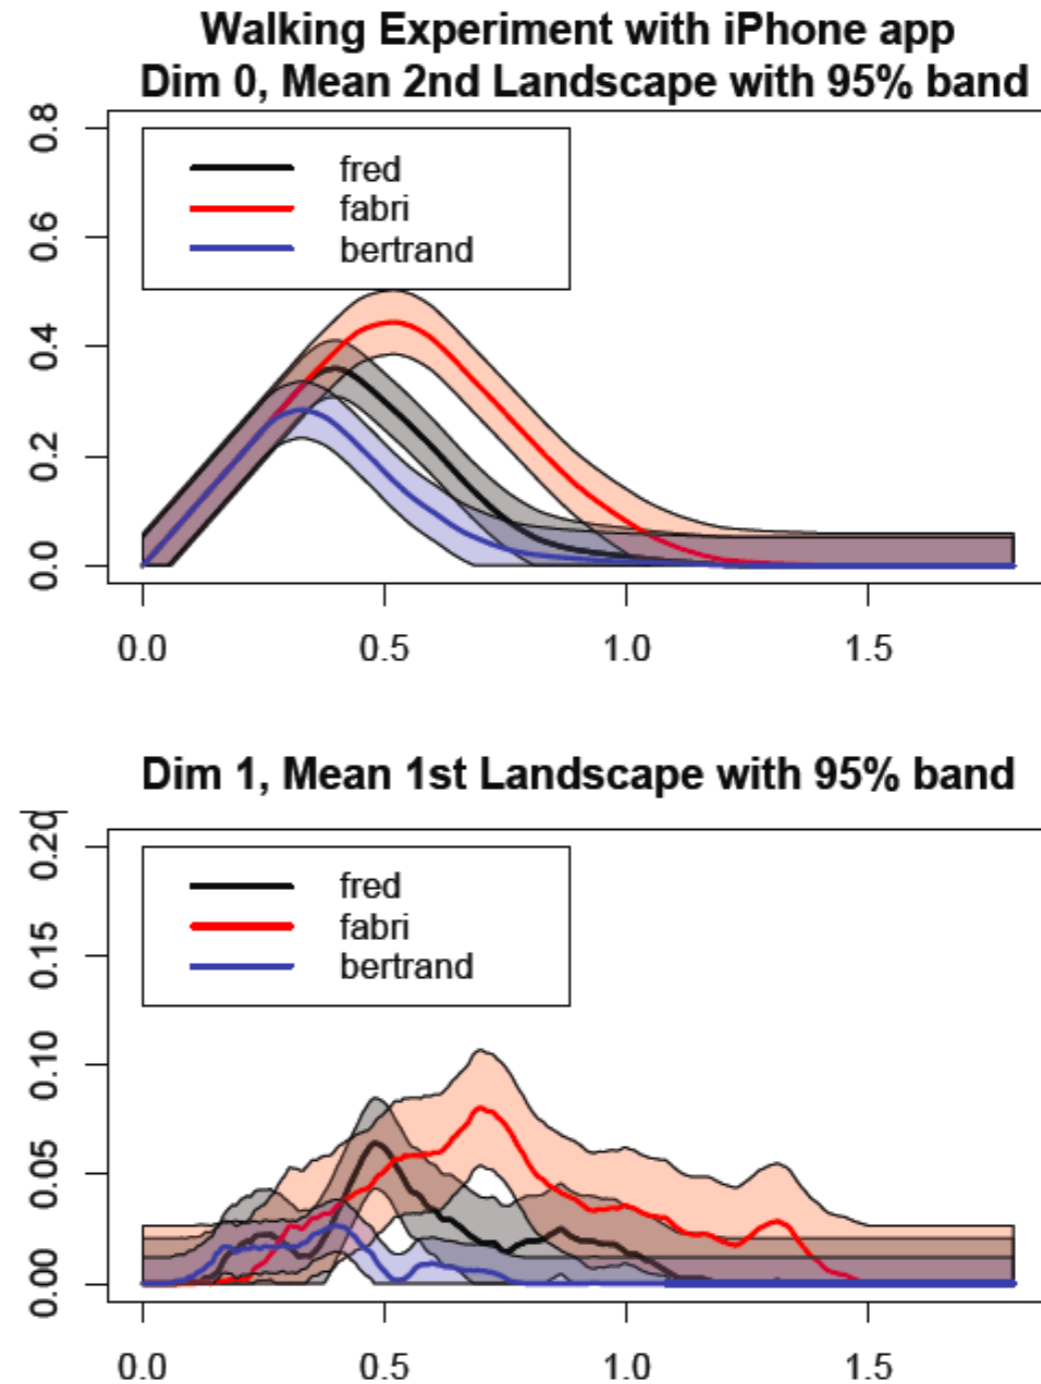 Walking Experiment with iPhone app
Dim 0, Mean 2nd Landscape with 95% band
0.8
0.6
0.4
0.2
0.0
fred
fabri
bertrand
0.0 0.5 1.0 1.5
Dim 1, Mean 1st Landscape with 95% band
0.20
0.15
0.10
0.05
0.00
fred
fabri
bertrand
0.0 0.5 1.0 1.5